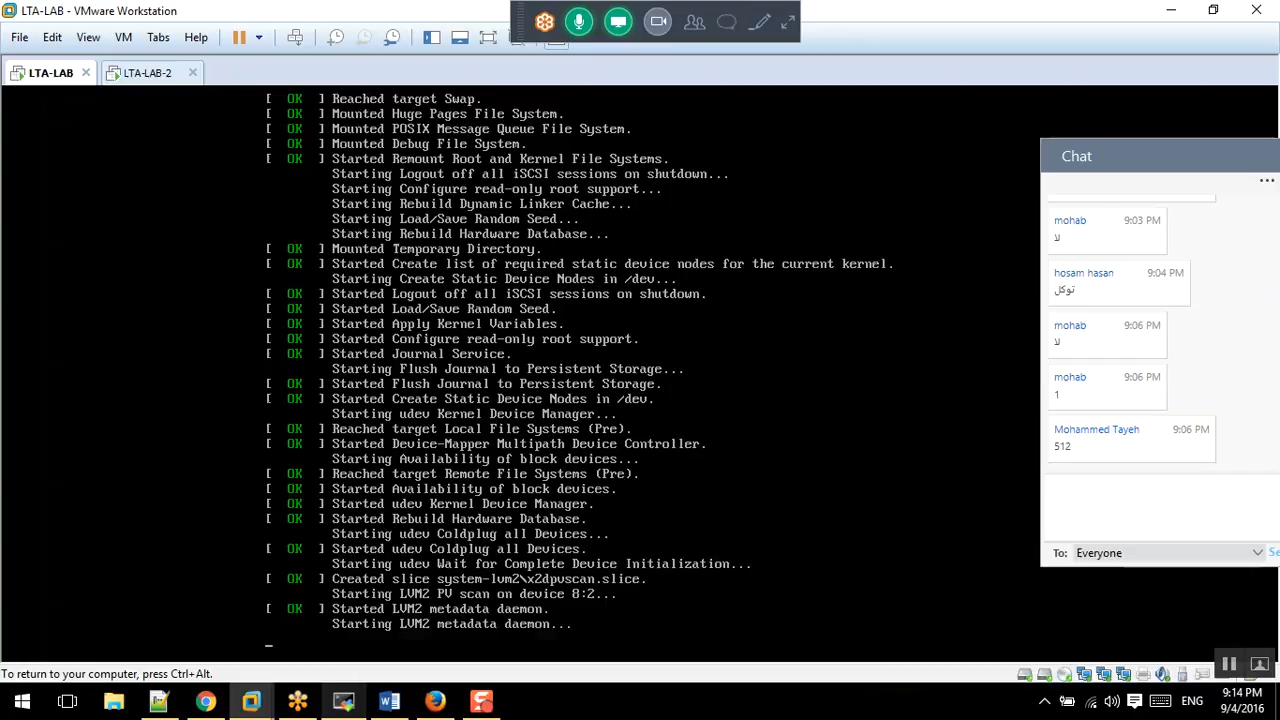 LTA-LAB - VMware Workstation
File Edit View VM Tabs Help
LTA-LAB
LTA-LAB-2
[ OK ] Reached target Swap.
[ OK ] Mounted Huge Pages File System.
[ OK ] Mounted POSIX Message Queue File System.
[ OK ] Mounted Debug File System.
[ OK ] Started Remount Root and Kernel File Systems.
Starting Logout off all iSCSI sessions on shutdown...
Starting Configure read-only root support...
Starting Rebuild Dynamic Linker Cache...
Starting Load/Save Random Seed...
Starting Rebuild Hardware Database...
[ OK ] Mounted Temporary Directory.
[ OK ] Started Create list of required static device nodes for the current kernel.
Starting Create Static Device Nodes in /dev...
[ OK ] Started Logout off all iSCSI sessions on shutdown.
[ OK ] Started Load/Save Random Seed.
[ OK ] Started Apply Kernel Variables.
[ OK ] Started Configure read-only root support.
[ OK ] Started Journal Service.
Starting Flush Journal to Persistent Storage...
[ OK ] Started Flush Journal to Persistent Storage.
[ OK ] Started Create Static Device Nodes in /dev.
Starting udev Kernel Device Manager...
[ OK ] Reached target Local File Systems (Pre).
[ OK ] Started Device-Mapper Multipath Device Controller.
Starting Availability of block devices...
[ OK ] Reached target Remote File Systems (Pre).
[ OK ] Started Availability of block devices.
[ OK ] Started udev Kernel Device Manager.
[ OK ] Started Rebuild Hardware Database.
Starting udev Coldplug all Devices...
[ OK ] Started udev Coldplug all Devices.
Starting udev Wait for Complete Device Initialization...
[ OK ] Created slice system-lvm2\x2dpvscan.slice.
Starting LVM2 PV scan on device 8:2...
[ OK ] Started LVM2 metadata daemon.
Starting LVM2 metadata daemon...
Chat
mohab 9:03 PM
لا
hosam hasan 9:04 PM
توكل
mohab 9:06 PM
لا
mohab 9:06 PM
1
Mohammed Tayeh 9:06 PM
512
To: Everyone Se
To return to your computer, press Ctrl+Alt.
ENG
9:14 PM
9/4/2016